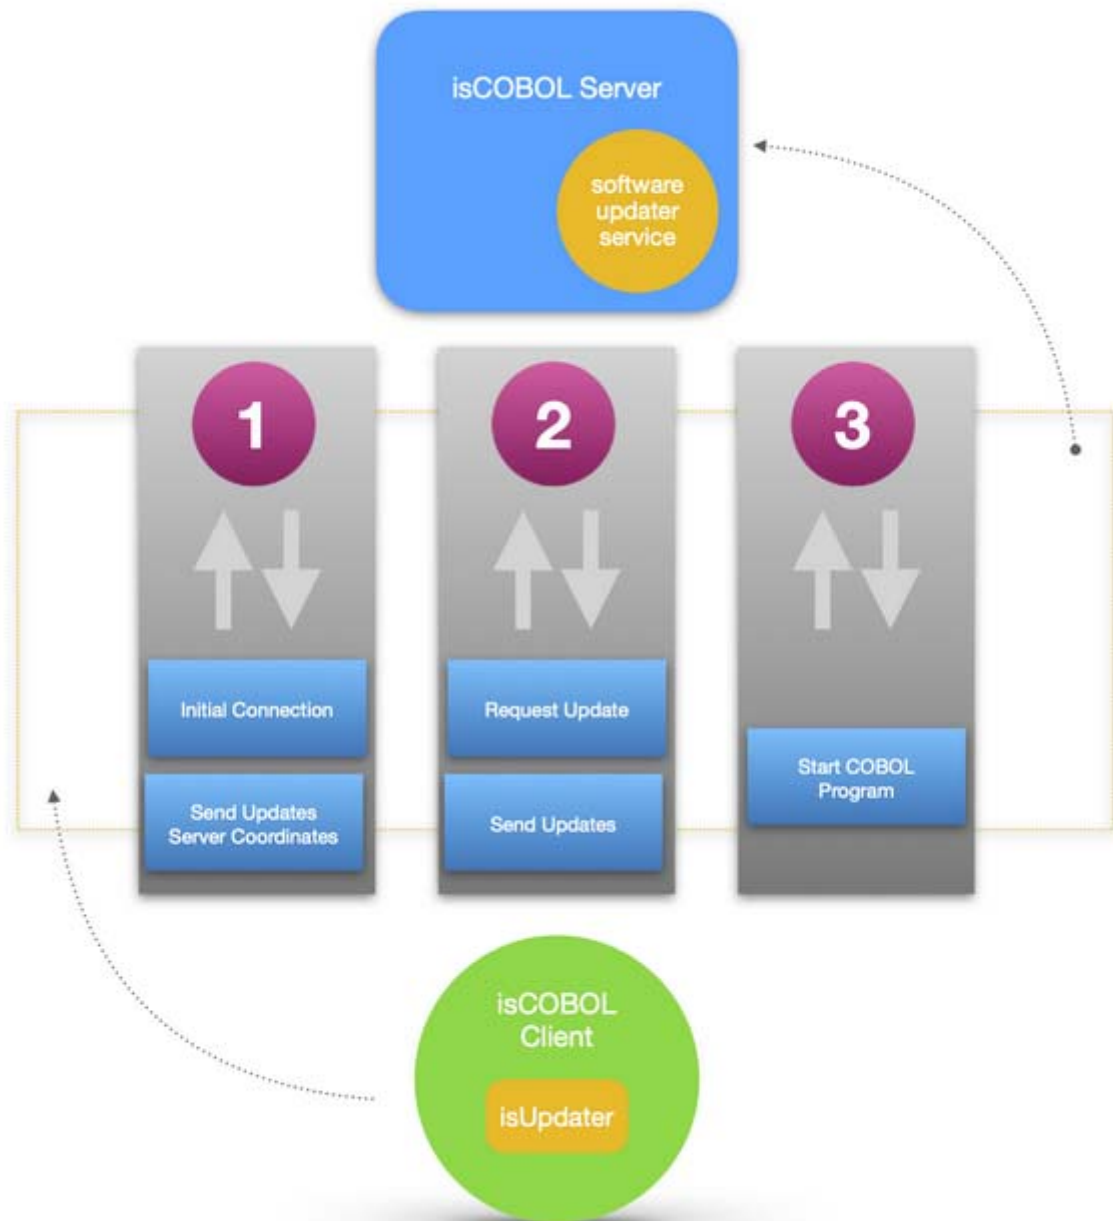 isCOBOL Server
software
updater
service
1
2
3
Initial Connection
Send Updates
Server Coordinates
Request Update
Send Updates
Start COBOL
Program
isCOBOL
Client
isUpdater